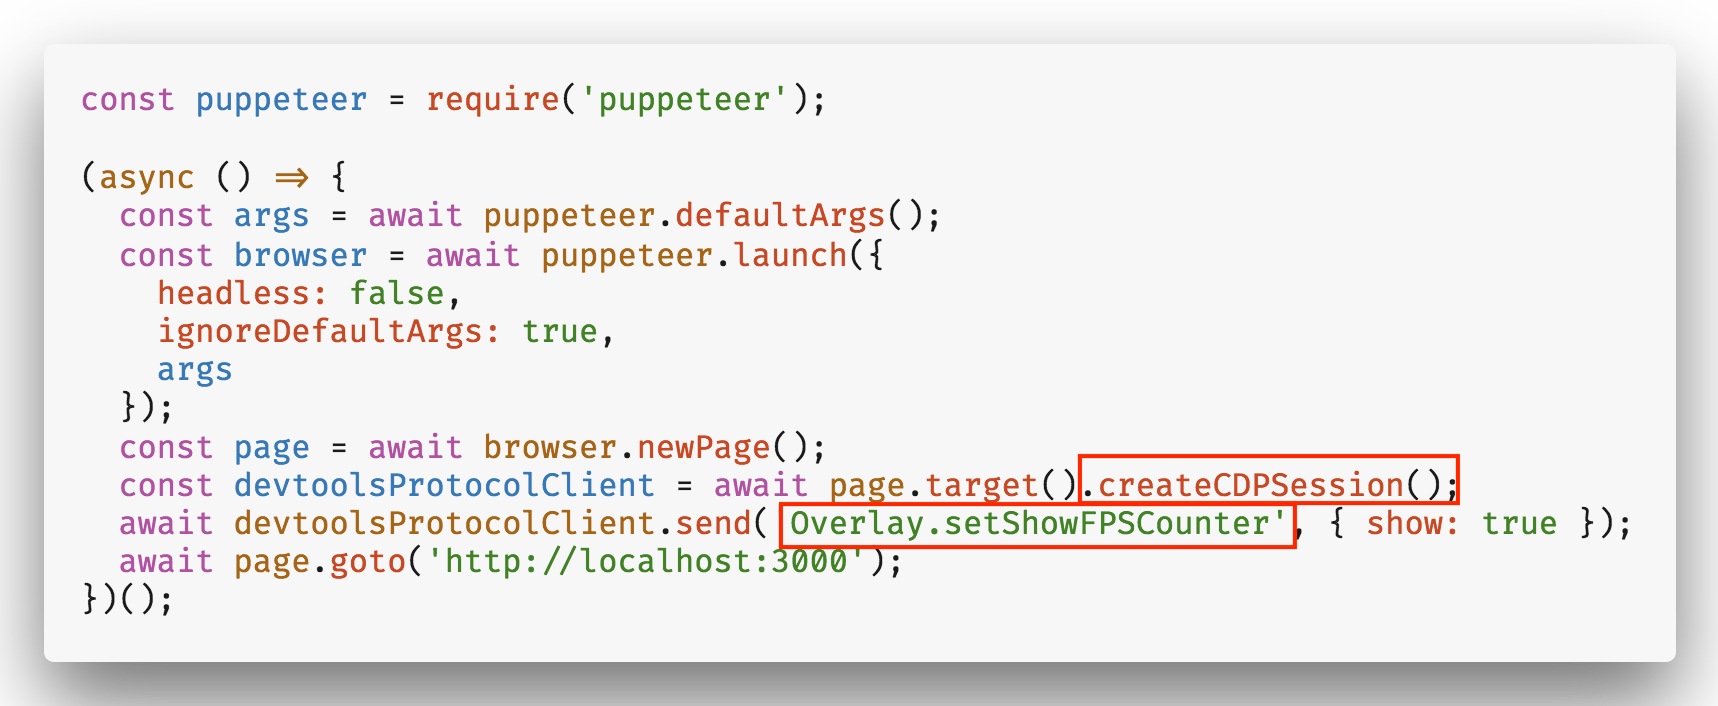 const puppeteer = require('puppeteer');
(async () => {
const args = await puppeteer.defaultArgs();
const browser = await puppeteer.launch({
headless: false,
ignoreDefaultArgs: true,
args
});
const page = await browser.newPage();
const devtoolsProtocolClient = await page.target().createCDPSession();
await devtoolsProtocolClient.send('Overlay.setShowFPSCounter', { show: true });
await page.goto('http://localhost:3000');
})();